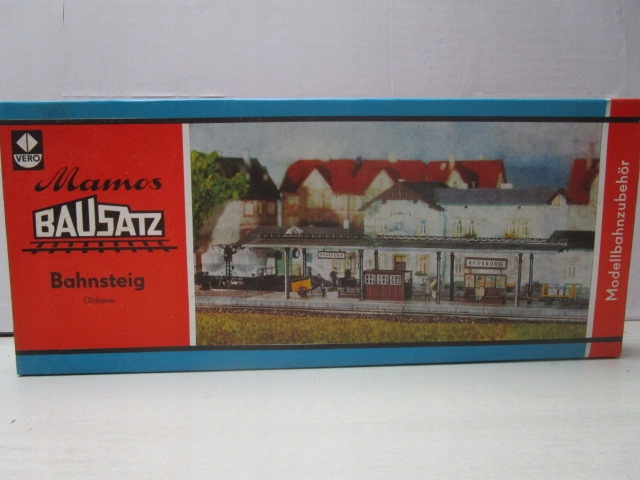 VERO
Mamos
BAUSATZ
Bahnsteig
Oldtimer
Modellbahnzubehör